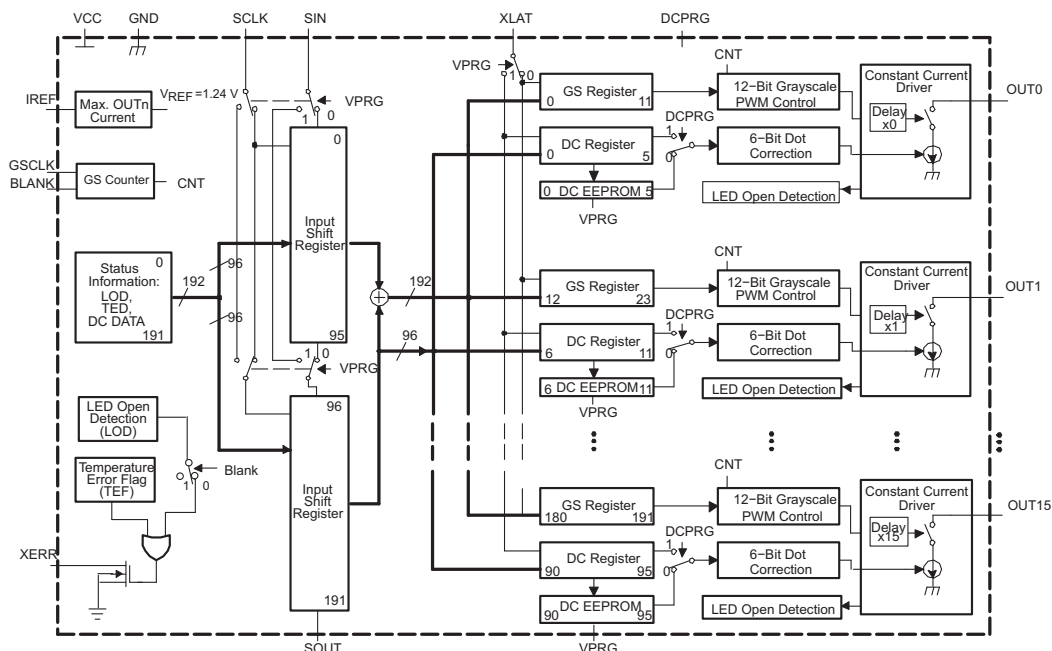 VCC
GND
SCLK
SIN
XLAT
DCPRG
IREF
Max. OUTn
Current
VREF =1.24 V
VPRG
1
0
GSCLK
BLANK
GS Counter
CNT
0
Input
Shift
Register
95
0
Status
Information:
LOD,
TED,
DC DATA
191
192
96
96
+
192
96
1
0
VPRG
96
Input
Shift
Register
191
SOUT
LED Open
Detection
(LOD)
Temperature
Error Flag
(TEF)
Blank
1
0
XERR
VPRG
1
0
GS Register
0
11
CNT
12−Bit Grayscale
PWM Control
Constant Current
Driver
Delay
x0
OUT0
DC Register
0
5
DCPRG
1
0
6−Bit Dot
Correction
0 DC EEPROM 5
VPRG
LED Open Detection
GS Register
12
23
CNT
12−Bit Grayscale
PWM Control
Constant Current
Driver
Delay
x1
OUT1
DC Register
6
11
DCPRG
1
0
6−Bit Dot
Correction
6 DC EEPROM 11
VPRG
LED Open Detection
GS Register
180
191
CNT
12−Bit Grayscale
PWM Control
Constant Current
Driver
Delay
x15
OUT15
DC Register
90
95
DCPRG
1
0
6−Bit Dot
Correction
DC EEPROM
90
95
VPRG
LED Open Detection